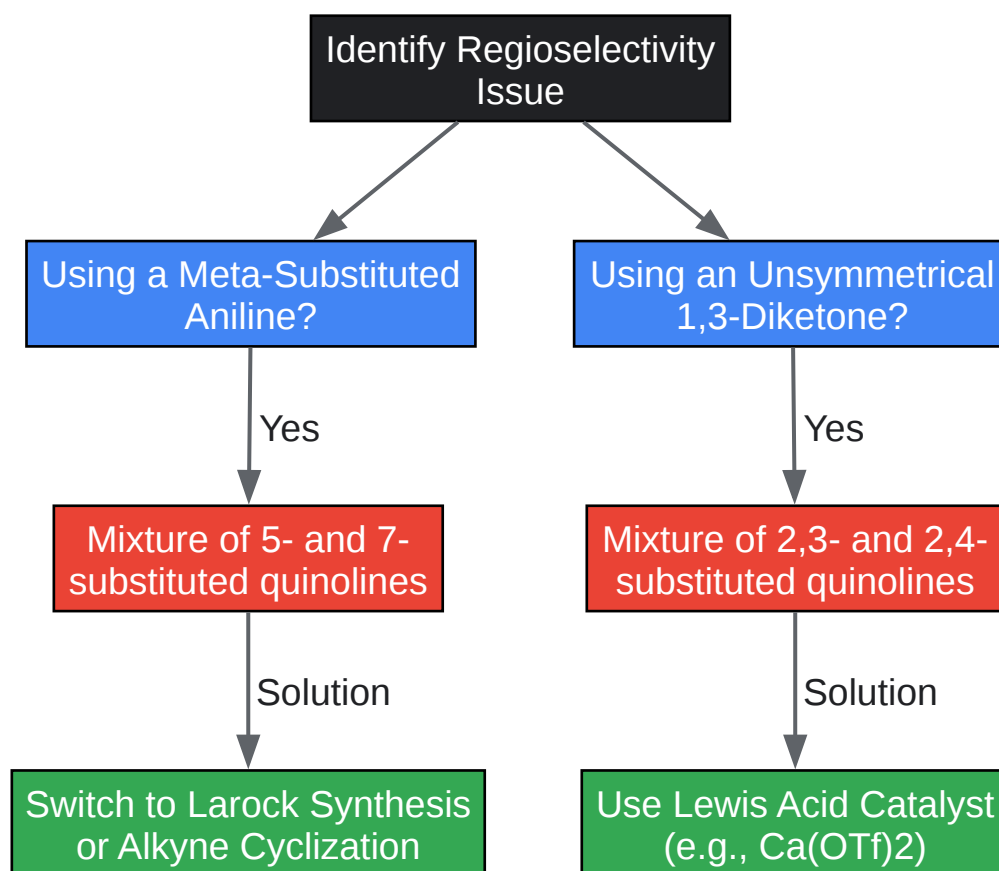 Identify Regioselectivity
Issue
Using a Meta-Substituted
Aniline?
Using an Unsymmetrical
1,3-Diketone?
Yes
Yes
Mixture of 5- and 7-
substituted quinolines
Mixture of 2,3- and 2,4-
substituted quinolines
Solution
Solution
Switch to Larock Synthesis
or Alkyne Cyclization
Use Lewis Acid Catalyst
(e.g., Ca(OTf)2)